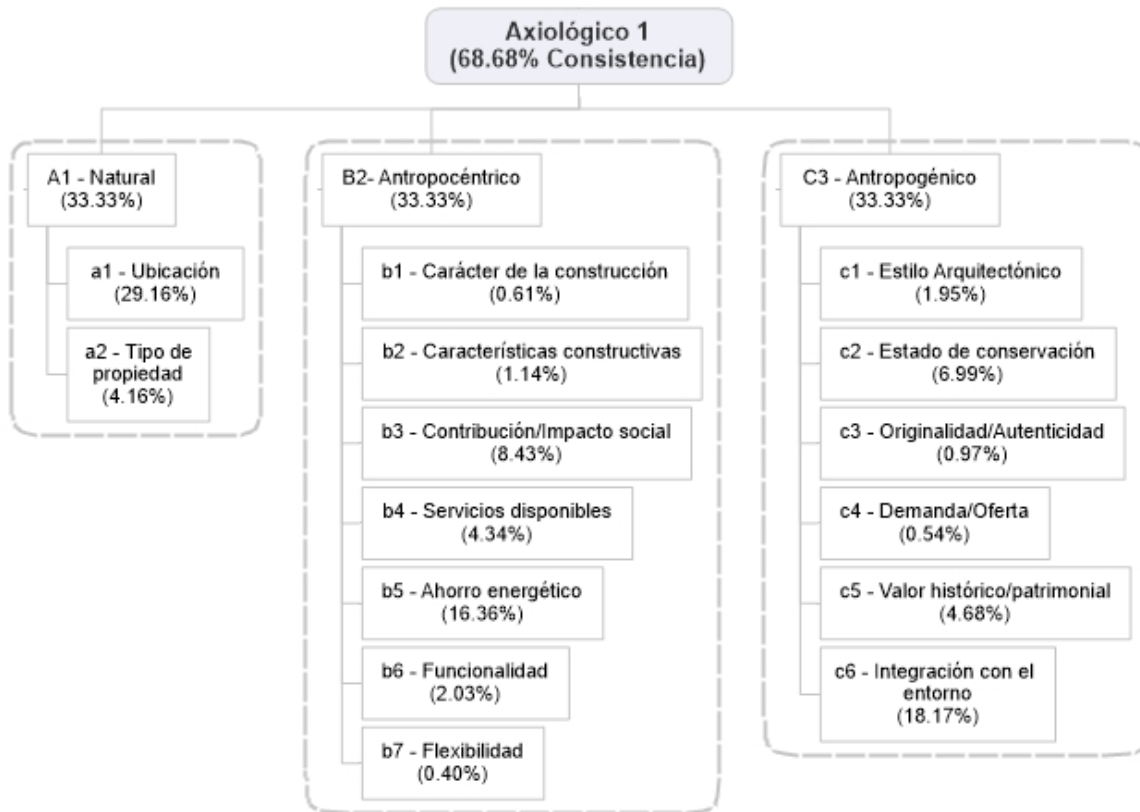 Axiológico 1
(68.68% Consistencia)
A1 - Natural
(33.33%)
a1 - Ubicación
(29.16%)
a2 - Tipo de
propiedad
(4.16%)
B2- Antropocéntrico
(33.33%)
b1 - Carácter de la construcción
(0.61%)
b2 - Características constructivas
(1.14%)
b3 - Contribución/Impacto social
(8.43%)
b4 - Servicios disponibles
(4.34%)
b5 - Ahorro energético
(16.36%)
b6 - Funcionalidad
(2.03%)
b7 - Flexibilidad
(0.40%)
C3 - Antropogénico
(33.33%)
c1 - Estilo Arquitectónico
(1.95%)
c2 - Estado de conservación
(6.99%)
c3 - Originalidad/Autenticidad
(0.97%)
c4 - Demanda/Oferta
(0.54%)
c5 - Valor histórico/patrimonial
(4.68%)
c6 - Integración con el
entorno
(18.17%)